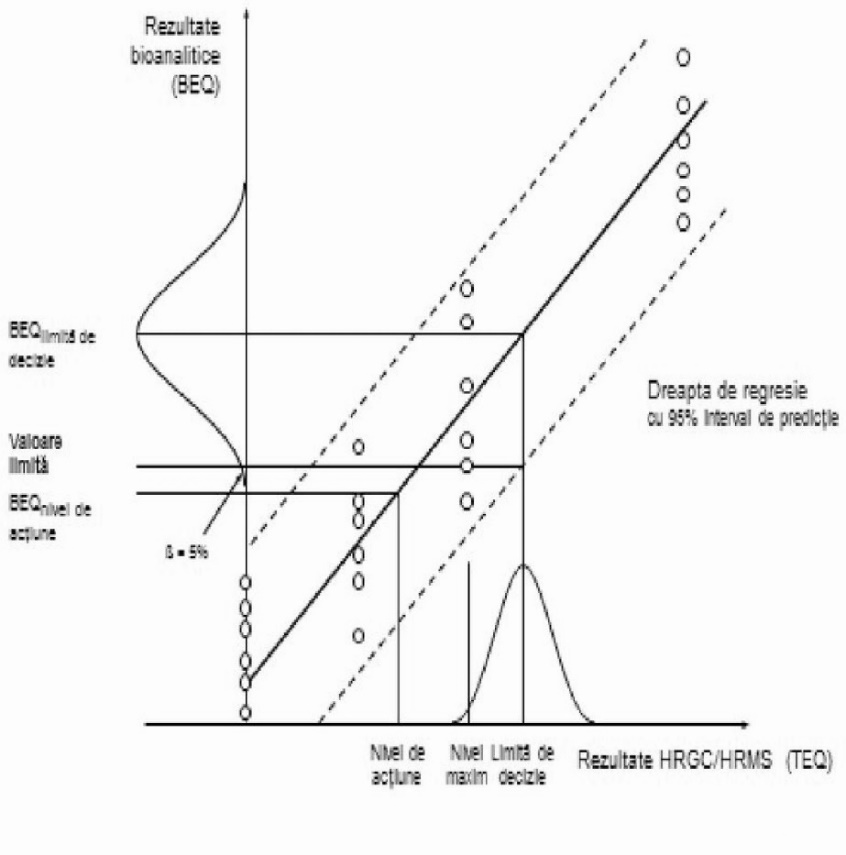 Rezultate
bioanalitice
(BEQ)
BEQlimită de
decizie
Dreapta de regresie
cu 95% interval de predicție
Valoare
limită
BEQnivel de
acțiune
ß = 5%
Nivel de
acțiune
Nivel
maxim
Limită de
decizie
Rezultate HRGC/HRMS (TEQ)